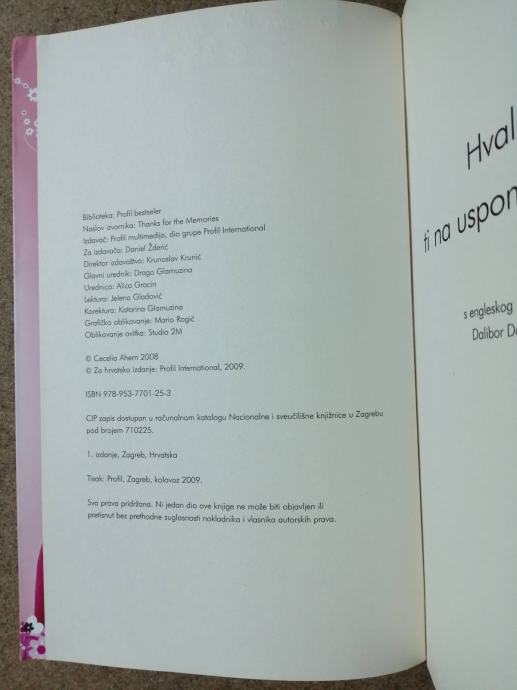 Biblioteka: Profil bestseler
Naslov izvornika: Thanks for the Memories
Izdavač: Profil multimedija, dio grupe Profil International
Za izdavača: Daniel Žderić
Direktor izdavaštva: Krunoslav Krunić
Glavni urednik: Drago Glamuzina
Urednica: Alica Gracin
Lektura: Jelena Gladović
Korektura: Katarina Glamuzina
Grafičko oblikovanje: Mario Rogić
Oblikovanje ovitka: Studio 2M
© Cecelia Ahern 2008
© Za hrvatsko izdanje: Profil International, 2009.
ISBN 978-953-7701-25-3
CIP zapis dostupan u računalnom katalogu Nacionalne i sveučilišne knjižnice u Zagrebu
pod brojem 710225.
1. izdanje, Zagreb, Hrvatska
Tisak: Profil, Zagreb, kolovoz 2009.
Sva prava pridržana. Ni jedan dio ove knjige ne može biti objavljen ili
pretisnut bez prethodne suglasnosti nakladnika i vlasnika autorskih prava.
Hval
ti na uspon
s engleskog
Dalibor